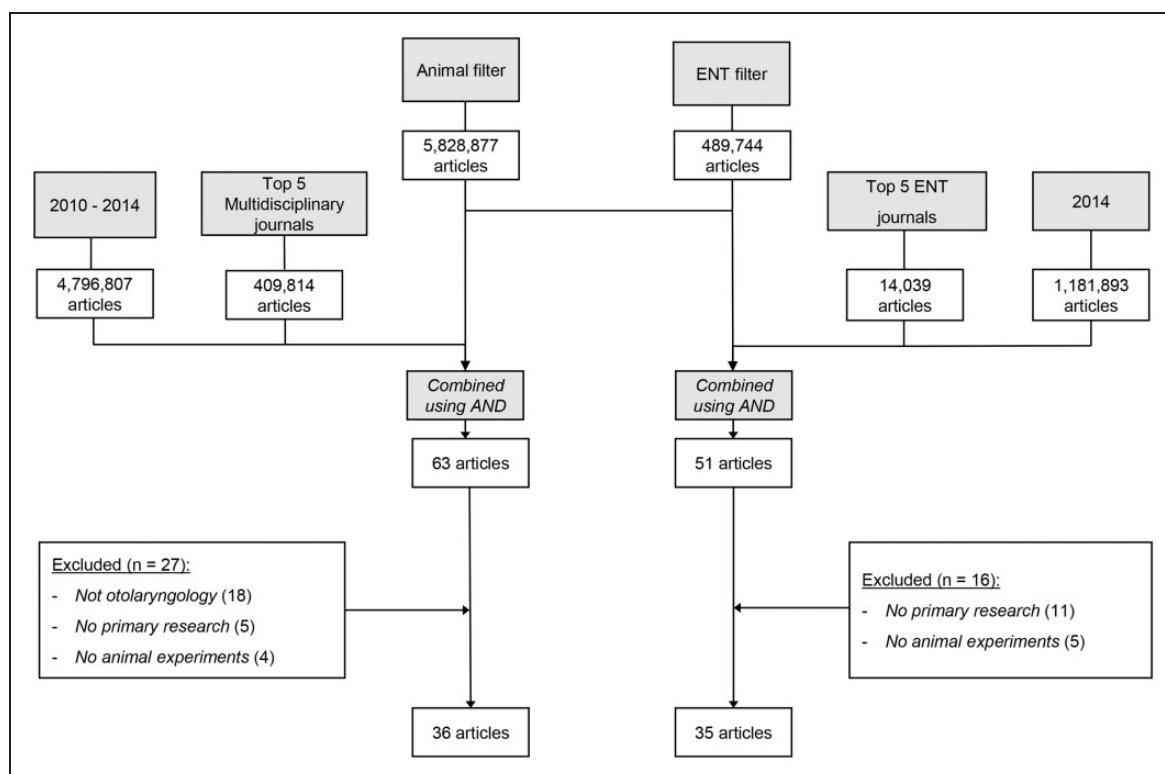 Animal filter
ENT filter
5,828,877
articles
489,744
articles
2010 - 2014
Top 5
Multidisciplinary
journals
Top 5 ENT
journals
2014
4,796,807
articles
409,814
articles
14,039
articles
1,181,893
articles
Combined
using AND
Combined
using AND
63 articles
51 articles
Excluded (n = 27):
- Not otolaryngology (18)
- No primary research (5)
- No animal experiments (4)
Excluded (n = 16):
- No primary research (11)
- No animal experiments (5)
36 articles
35 articles